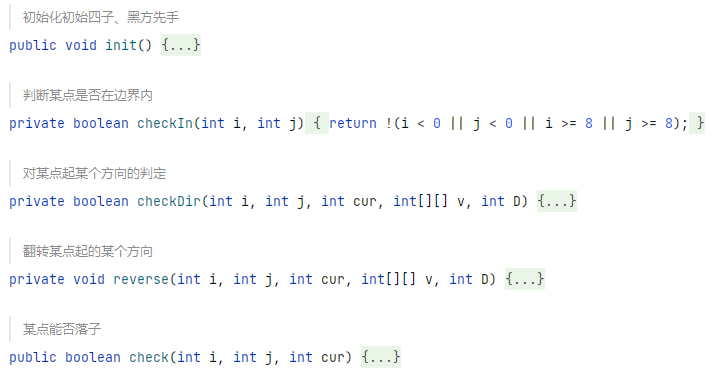 初始化初始四子、黑方先手
public void init() {...}
判断某点是否在边界内
private boolean checkIn(int i, int j) { return !(i < 0 || j < 0 || i >= 8 || j >= 8); }
对某点起某个方向的判定
private boolean checkDir(int i, int j, int cur, int[][] v, int D) {...}
翻转某点起的某个方向
private void reverse(int i, int j, int cur, int[][] v, int D) {...}
某点能否落子
public boolean check(int i, int j, int cur) {...}